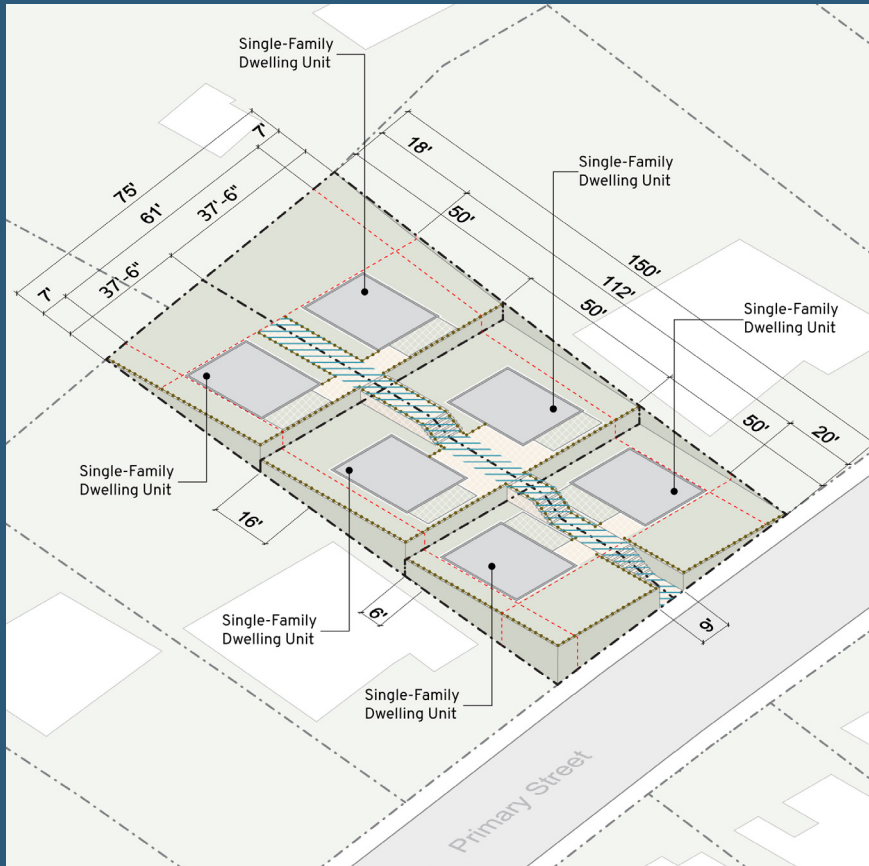 Single-Family
Dwelling Unit
7'
18'
75'
61'
37'-6"
50'
Single-Family
Dwelling Unit
150'
112'
50'
7'
37'-6"
Single-Family
Dwelling Unit
50'
20'
Single-Family
Dwelling Unit
16'
Single-Family
Dwelling Unit
6'
9'
Single-Family
Dwelling Unit
Primary Street